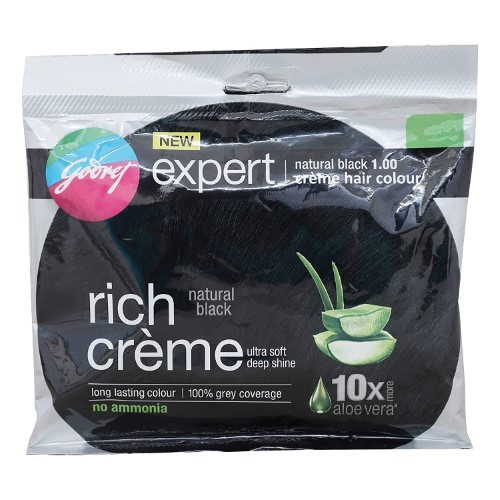 Godrej
NEW
expert
natural black 1.00
crème hair colour
natural
black
rich
crème
ultra soft
deep shine
long lasting colour | 100% grey coverage
no ammonia
10x
more
aloe vera*